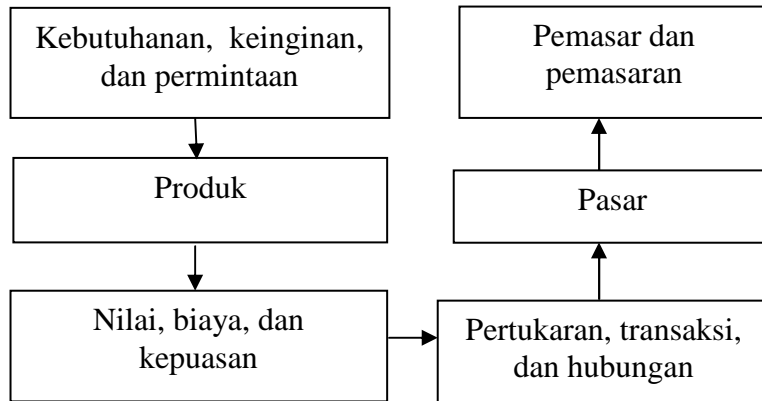 Kebutuhanan, keinginan,
dan permintaan
Produk
Nilai, biaya, dan
kepuasan
Pertukaran, transaksi,
dan hubungan
Pasar
Pemasar dan
pemasaran